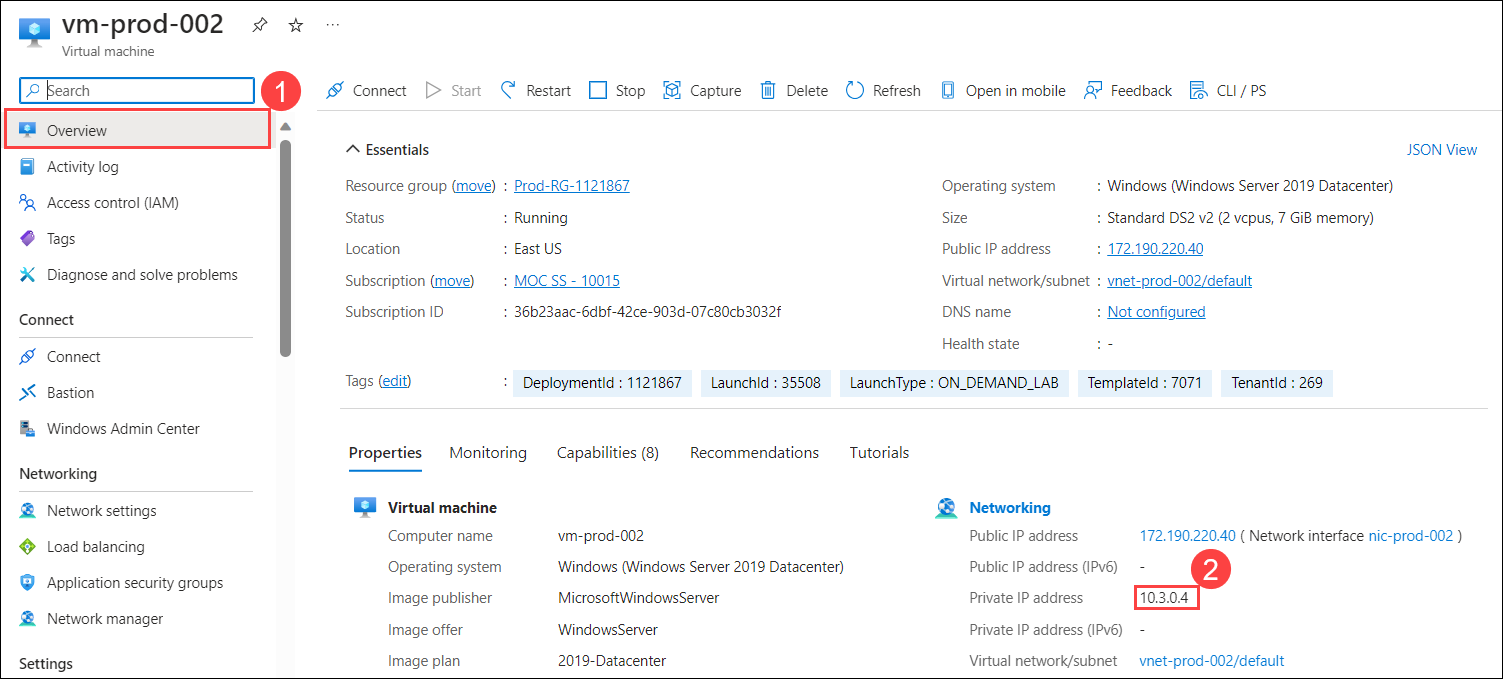 vm-prod-002
Virtual machine
Search
1
Overview
Activity log
Access control (IAM)
Tags
Diagnose and solve problems
Connect
Connect
Bastion
Windows Admin Center
Networking
Network settings
Load balancing
Application security groups
Network manager
Settings
Connect Start Restart Stop Capture Delete Refresh Open in mobile Feedback CLI / PS
Essentials
JSON View
Resource group (move) : Prod-RG-1121867
Status : Running
Location : East US
Subscription (move) : MOC SS - 10015
Subscription ID : 36b23aac-6dbf-42ce-903d-07c80cb3032f
Operating system : Windows (Windows Server 2019 Datacenter)
Size : Standard DS2 v2 (2 vcpus, 7 GiB memory)
Public IP address : 172.190.220.40
Virtual network/subnet : vnet-prod-002/default
DNS name : Not configured
Health state : -
Tags (edit) : DeploymentId : 1121867 LaunchId : 35508 LaunchType : ON_DEMAND_LAB TemplateId : 7071 TenantId : 269
Properties Monitoring Capabilities (8) Recommendations Tutorials
Virtual machine
Computer name vm-prod-002
Operating system Windows (Windows Server 2019 Datacenter)
Image publisher MicrosoftWindowsServer
Image offer WindowsServer
Image plan 2019-Datacenter
Networking
Public IP address 172.190.220.40 ( Network interface nic-prod-002 )
Public IP address (IPv6) -
2
Private IP address 10.3.0.4
Private IP address (IPv6) -
Virtual network/subnet vnet-prod-002/default